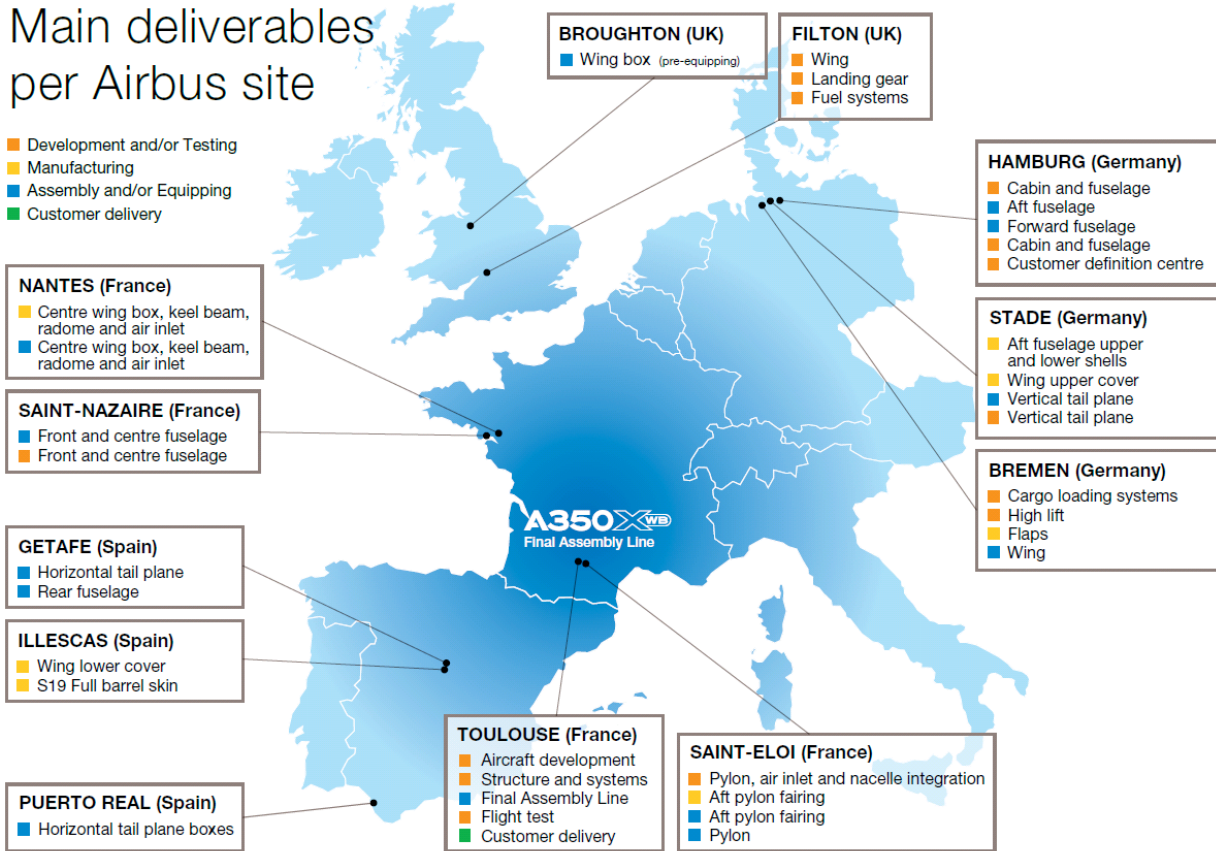 Main deliverables
per Airbus site
Development and/or Testing
Manufacturing
Assembly and/or Equipping
Customer delivery
BROUGHTON (UK)
Wing box (pre-equipping)
FILTON (UK)
Wing
Landing gear
Fuel systems
HAMBURG (Germany)
Cabin and fuselage
Aft fuselage
Forward fuselage
Cabin and fuselage
Customer definition centre
NANTES (France)
Centre wing box, keel beam,
radome and air inlet
Centre wing box, keel beam,
radome and air inlet
STADE (Germany)
Aft fuselage upper
and lower shells
Wing upper cover
Vertical tail plane
Vertical tail plane
SAINT-NAZAIRE (France)
Front and centre fuselage
Front and centre fuselage
BREMEN (Germany)
Cargo loading systems
High lift
Flaps
Wing
A350XWB
Final Assembly Line
GETAFE (Spain)
Horizontal tail plane
Rear fuselage
ILLESCAS (Spain)
Wing lower cover
S19 Full barrel skin
TOULOUSE (France)
Aircraft development
Structure and systems
Final Assembly Line
Flight test
Customer delivery
SAINT-ELOI (France)
Pylon, air inlet and nacelle integration
Aft pylon fairing
Aft pylon fairing
Pylon
PUERTO REAL (Spain)
Horizontal tail plane boxes